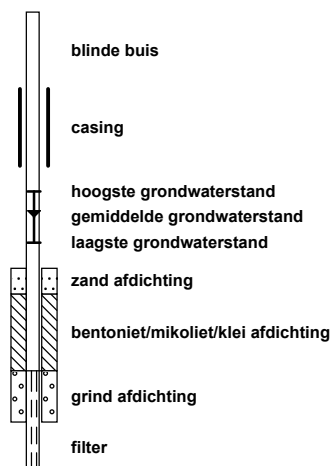 blinde buis
casing
hoogste grondwaterstand
gemiddelde grondwaterstand
laagste grondwaterstand
zand afdichting
bentoniet/mikoliet/klei afdichting
grind afdichting
filter